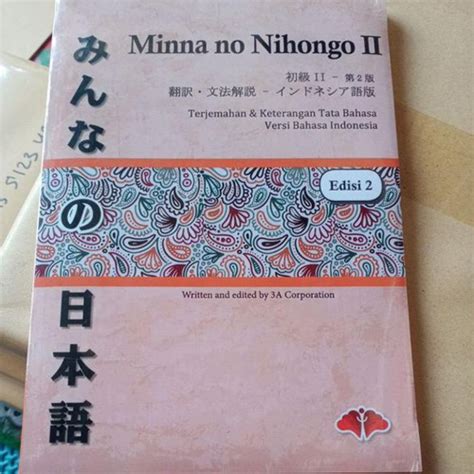 みんなの日本語
Minna no Nihongo II
初級 II - 第2版
翻訳・文法解説 - インドネシア語版
Terjemahan & Keterangan Tata Bahasa
Versi Bahasa Indonesia
Edisi 2
Written and edited by 3A Corporation